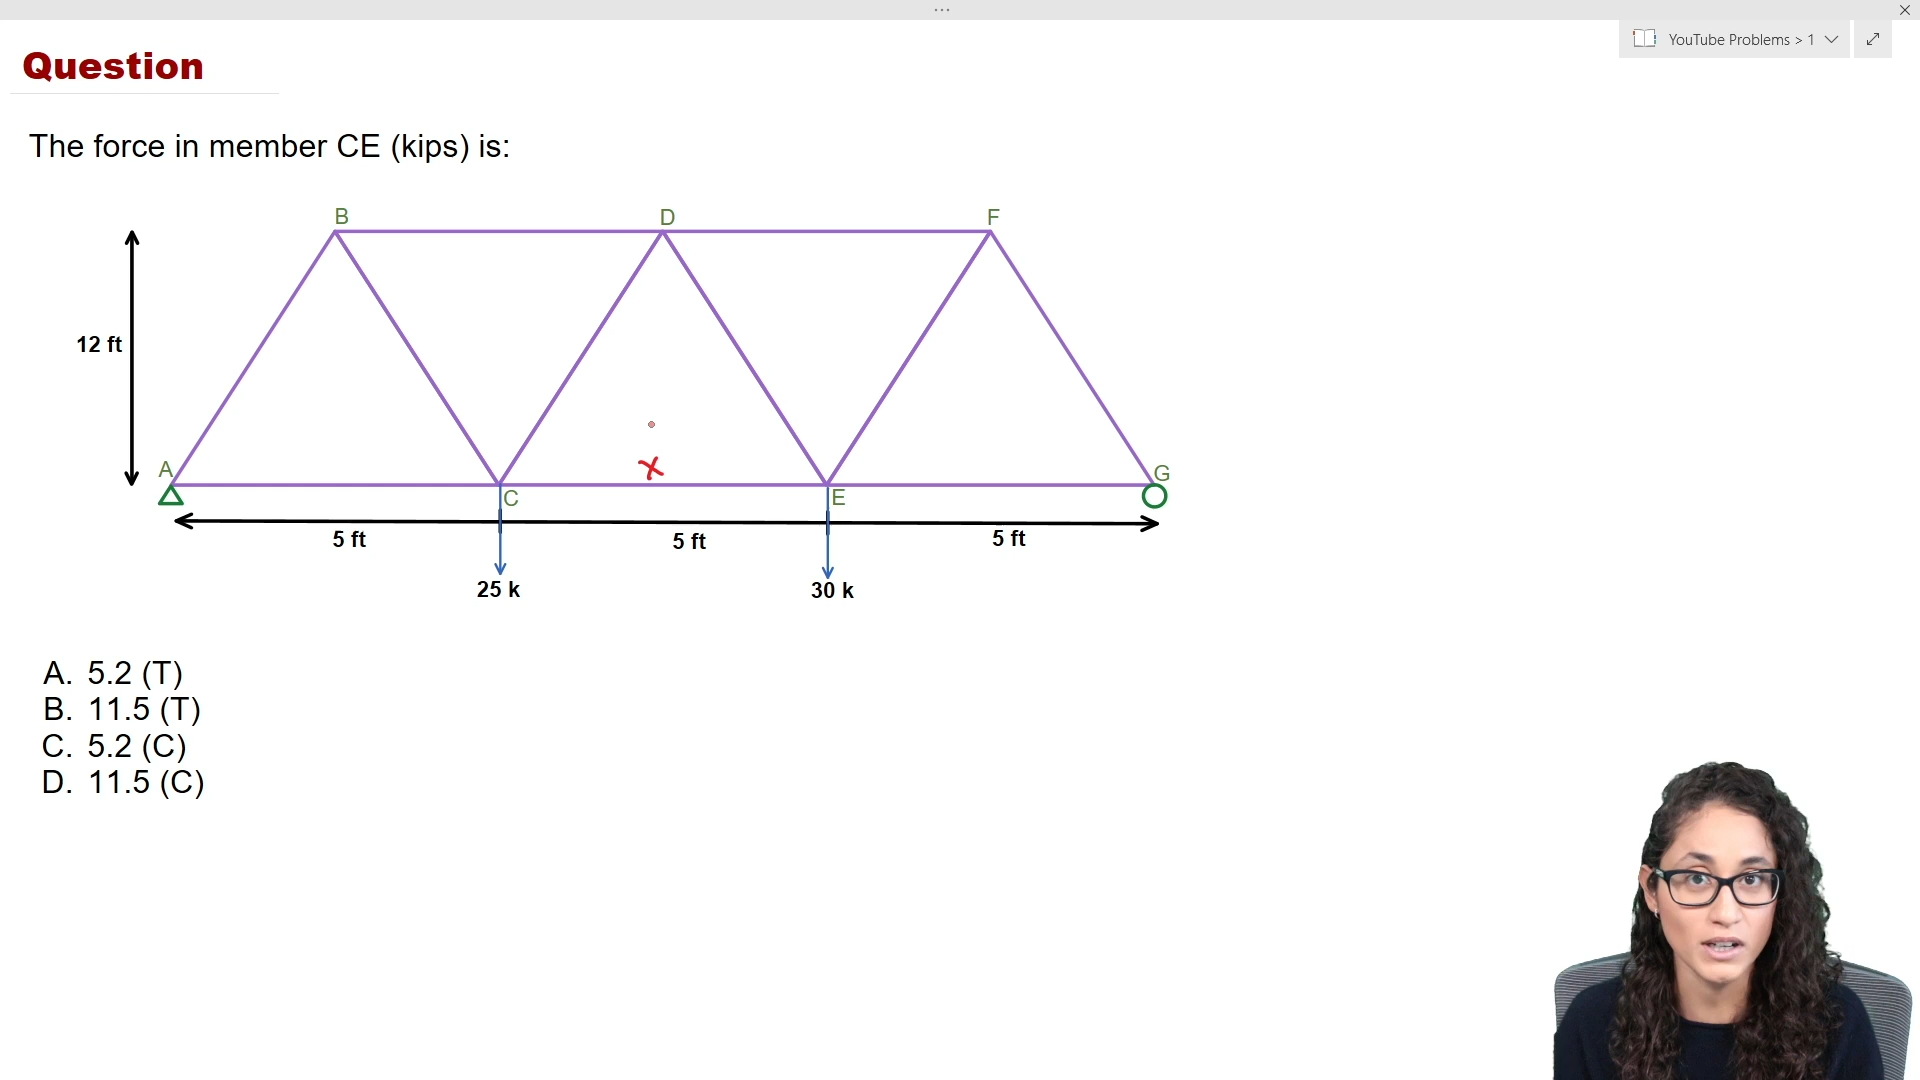 YouTube Problems > 1
Question
The force in member CE (kips) is:
B
D
F
12 ft
A
G
C
E
5 ft
5 ft
5 ft
25 k
30 k
A. 5.2 (T)
B. 11.5 (T)
C. 5.2 (C)
D. 11.5 (C)